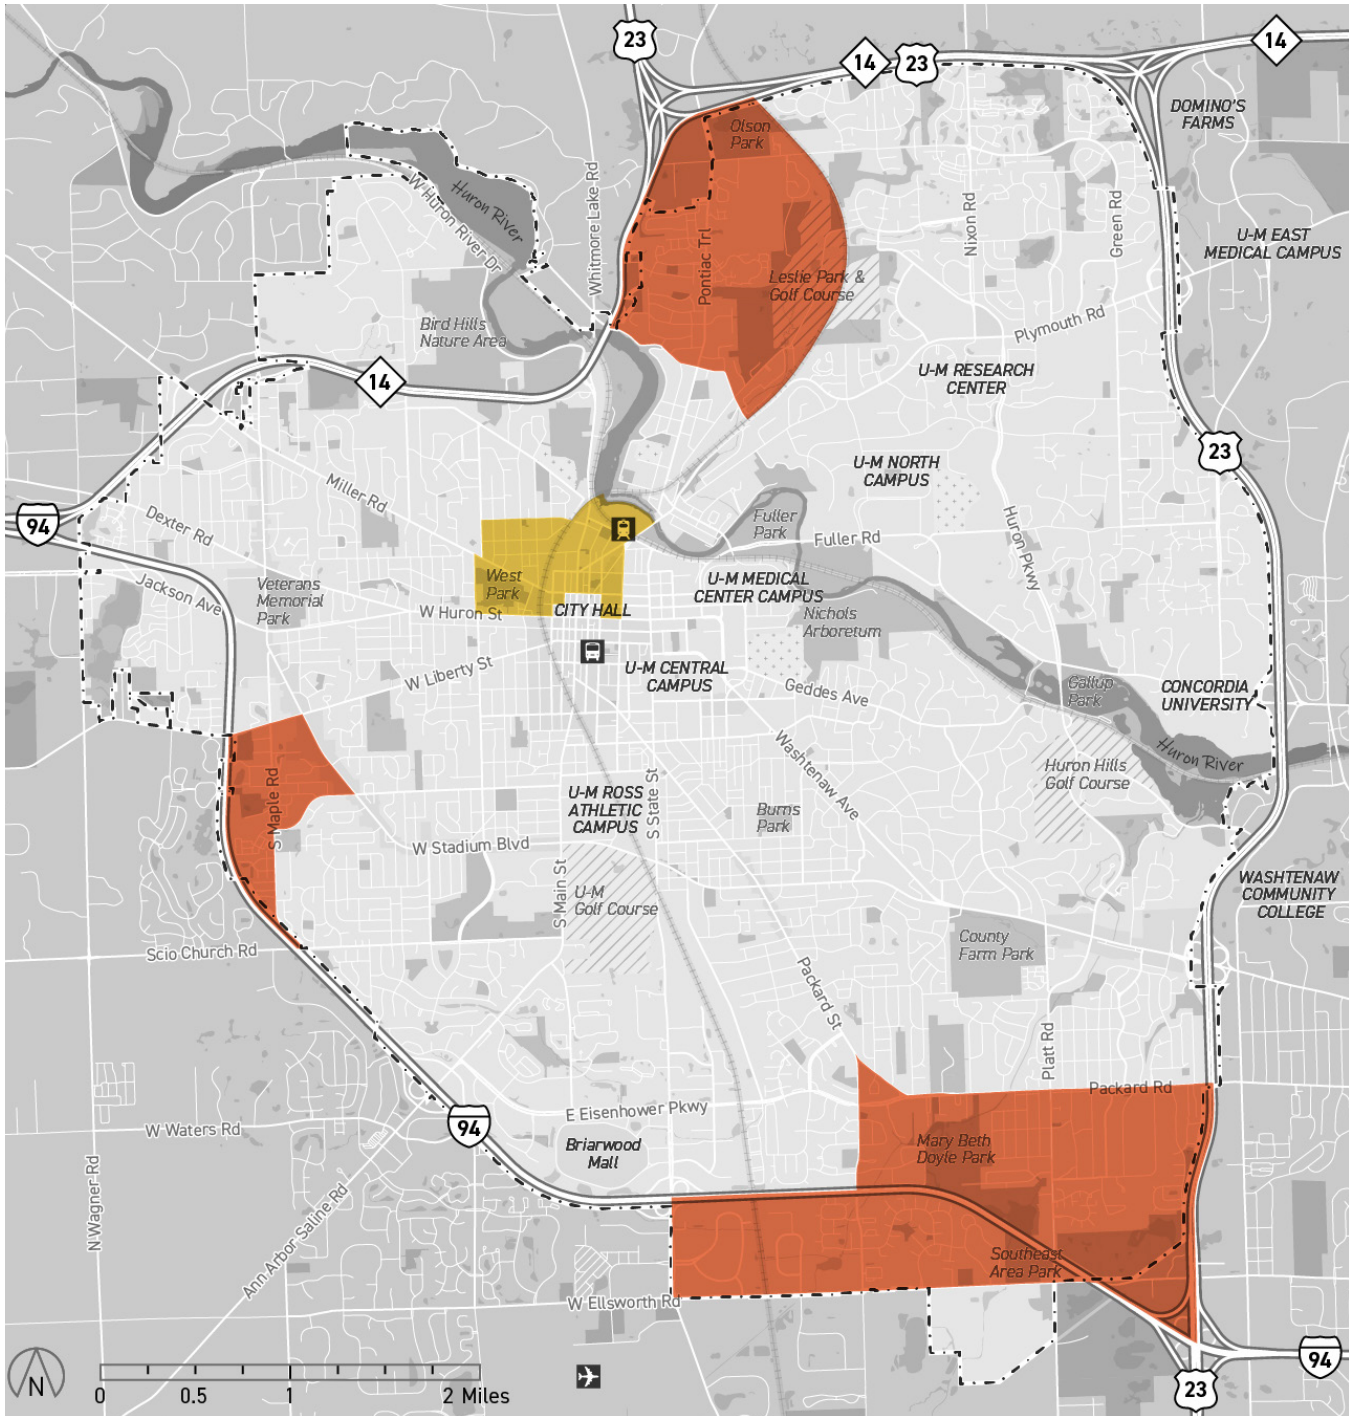 23
14
23
14
DOMINO'S
FARMS
Olson
Park
Huron River
W Huron River Dr
Whitmore Lake Rd
Pontiac Trl
Nixon Rd
Green Rd
U-M EAST
MEDICAL CAMPUS
Leslie Park &
Golf Course
Bird Hills
Nature Area
Plymouth Rd
14
U-M RESEARCH
CENTER
23
U-M NORTH
CAMPUS
Miller Rd
94
Dexter Rd
Fuller
Park
Fuller Rd
Huron Pkwy
Jackson Ave
Veterans
Memorial
Park
West
Park
U-M MEDICAL
CENTER CAMPUS
W Huron St
CITY HALL
Nichols
Arboretum
W Liberty St
U-M CENTRAL
CAMPUS
Geddes Ave
Gallup
Park
CONCORDIA
UNIVERSITY
Huron River
Washtenaw Ave
Huron Hills
Golf Course
S Maple Rd
U-M ROSS
ATHLETIC
CAMPUS
S State St
Burns
Park
W Stadium Blvd
S Main St
U-M
Golf Course
WASHTENAW
COMMUNITY
COLLEGE
Scio Church Rd
County
Farm Park
Packard St
Platt Rd
Packard Rd
E Eisenhower Pkwy
94
W Waters Rd
Briarwood
Mall
Mary Beth
Doyle Park
N Wagner Rd
Ann Arbor Saline Rd
Southeast
Area Park
W Ellsworth Rd
94
23
N
0 0.5 1 2 Miles